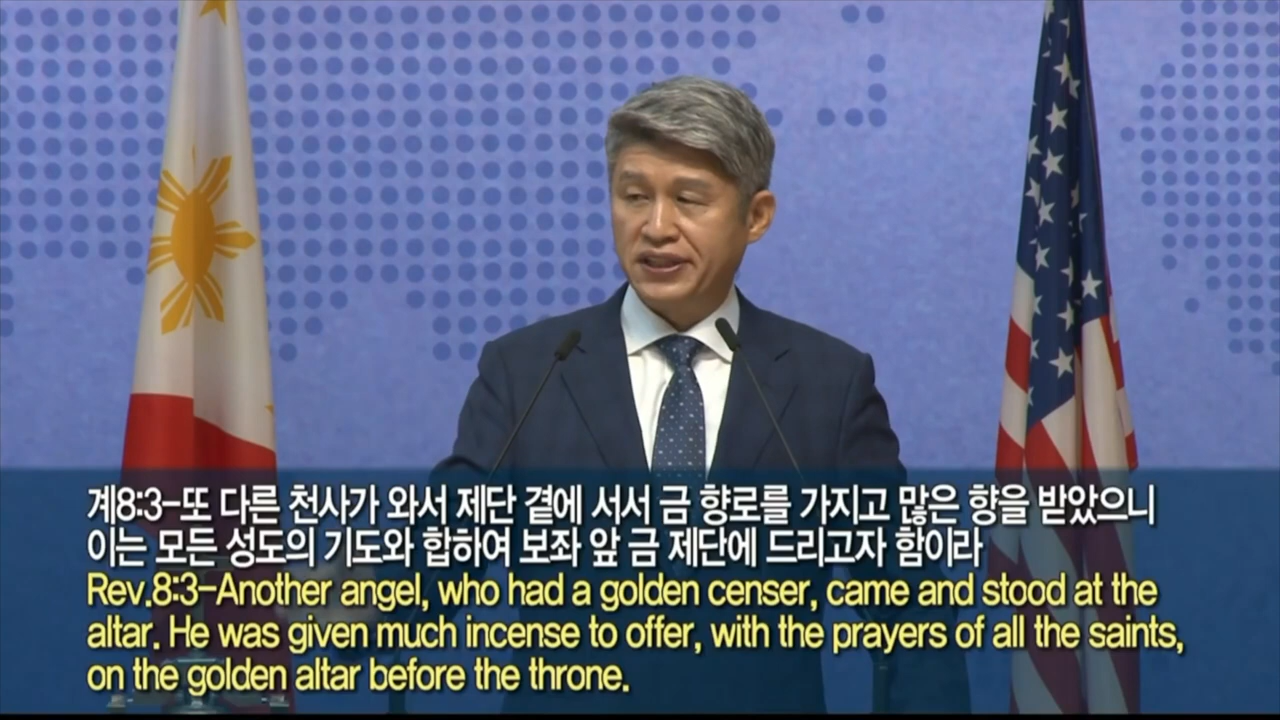 계8:3-또 다른 천사가 와서 제단 곁에 서서 금 향로를 가지고 많은 향을 받았으니
이는 모든 성도의 기도와 합하여 보좌 앞 금 제단에 드리고자 함이라
Rev.8:3-Another angel, who had a golden censer, came and stood at the
altar. He was given much incense to offer, with the prayers of all the saints,
on the golden altar before the throne.